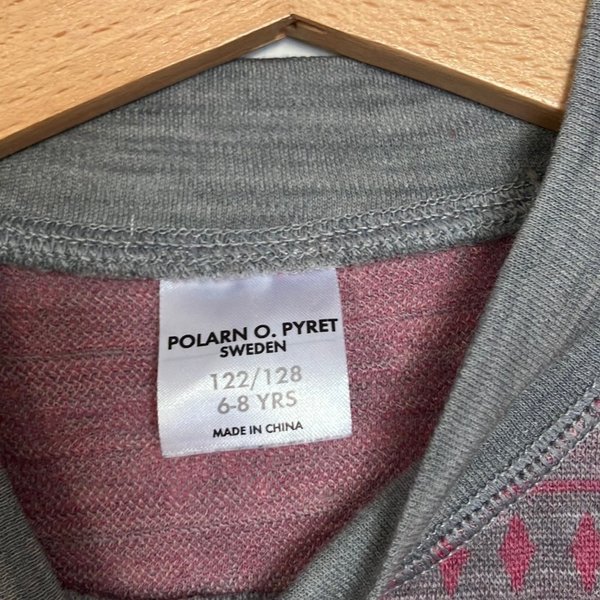 POLARN O. PYRET
SWEDEN
122/128
6-8 YRS
MADE IN CHINA